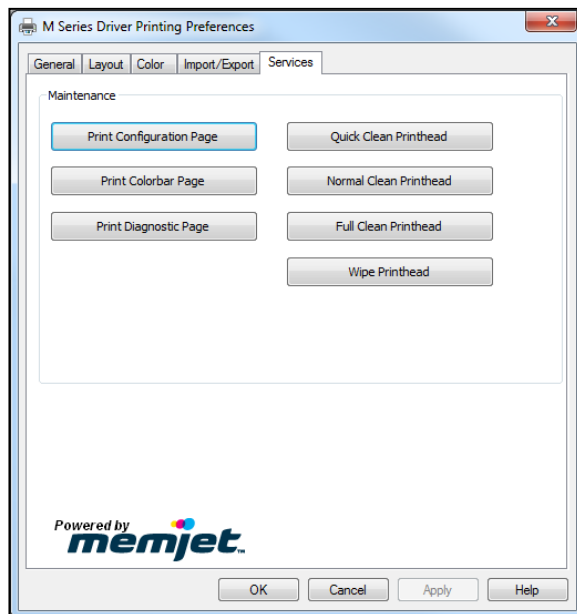 M Series Driver Printing Preferences
General Layout Color Import/Export Services
Maintenance
Print Configuration Page
Quick Clean Printhead
Print Colorbar Page
Normal Clean Printhead
Print Diagnostic Page
Full Clean Printhead
Wipe Printhead
Powered by
memjet™
OK Cancel Apply Help